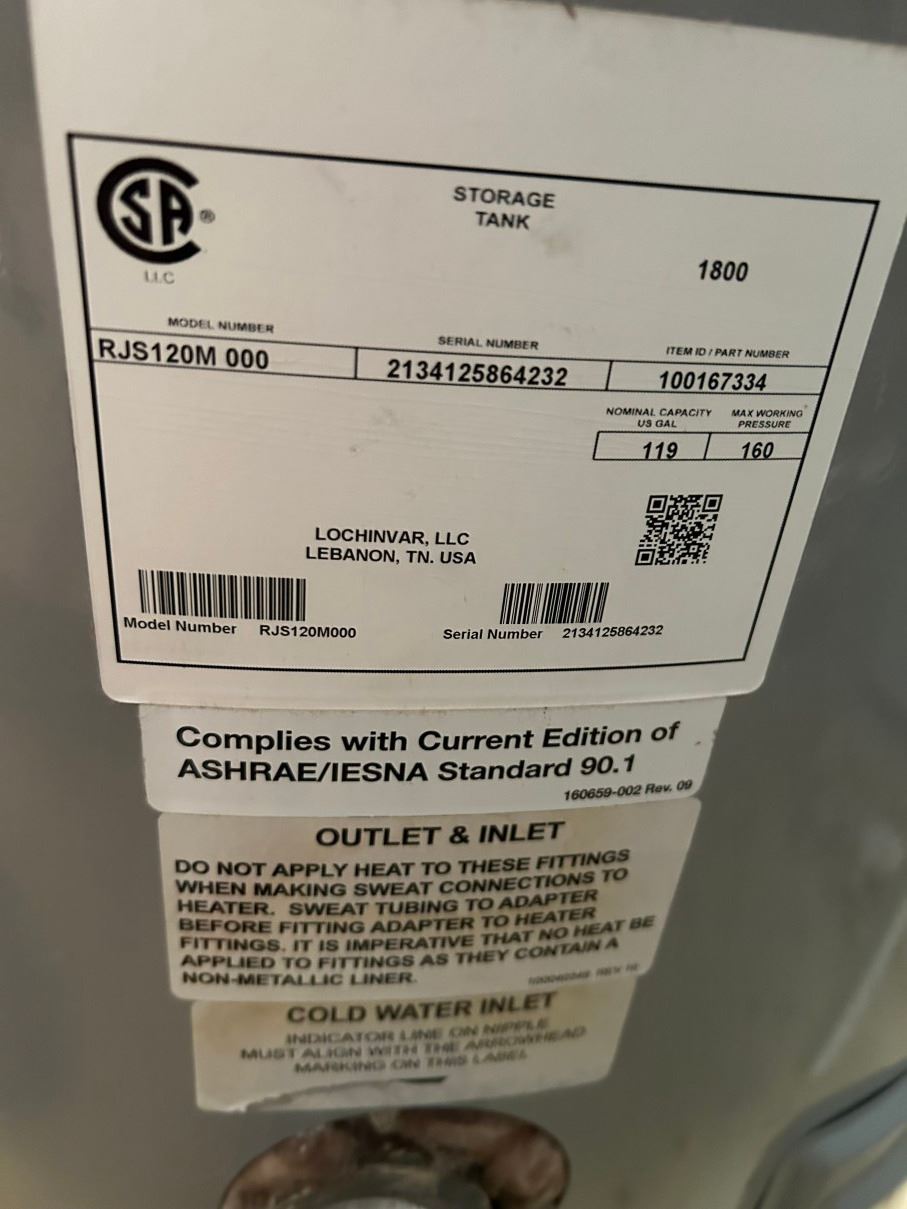 SA ®
LLC
STORAGE
TANK
1800
MODEL NUMBER
SERIAL NUMBER
ITEM ID / PART NUMBER
RJS120M 000
2134125864232
100167334
NOMINAL CAPACITY
US GAL
MAX WORKING
PRESSURE
119
160
LOCHINVAR, LLC
LEBANON, TN. USA
Model Number RJS120M000
Serial Number 2134125864232
Complies with Current Edition of
ASHRAE/IESNA Standard 90.1
160659-002 Rev. 09
OUTLET & INLET
DO NOT APPLY HEAT TO THESE FITTINGS
WHEN MAKING SWEAT CONNECTIONS TO
HEATER. SWEAT TUBING TO ADAPTER
BEFORE FITTING ADAPTER TO HEATER
FITTINGS. IT IS IMPERATIVE THAT NO HEAT BE
APPLIED TO FITTINGS AS THEY CONTAIN A
NON-METALLIC LINER.
COLD WATER INLET
INDICATOR LINE ON NIPPLE
MUST ALIGN WITH THE ARROWHEAD
MARKING ON THIS LABEL